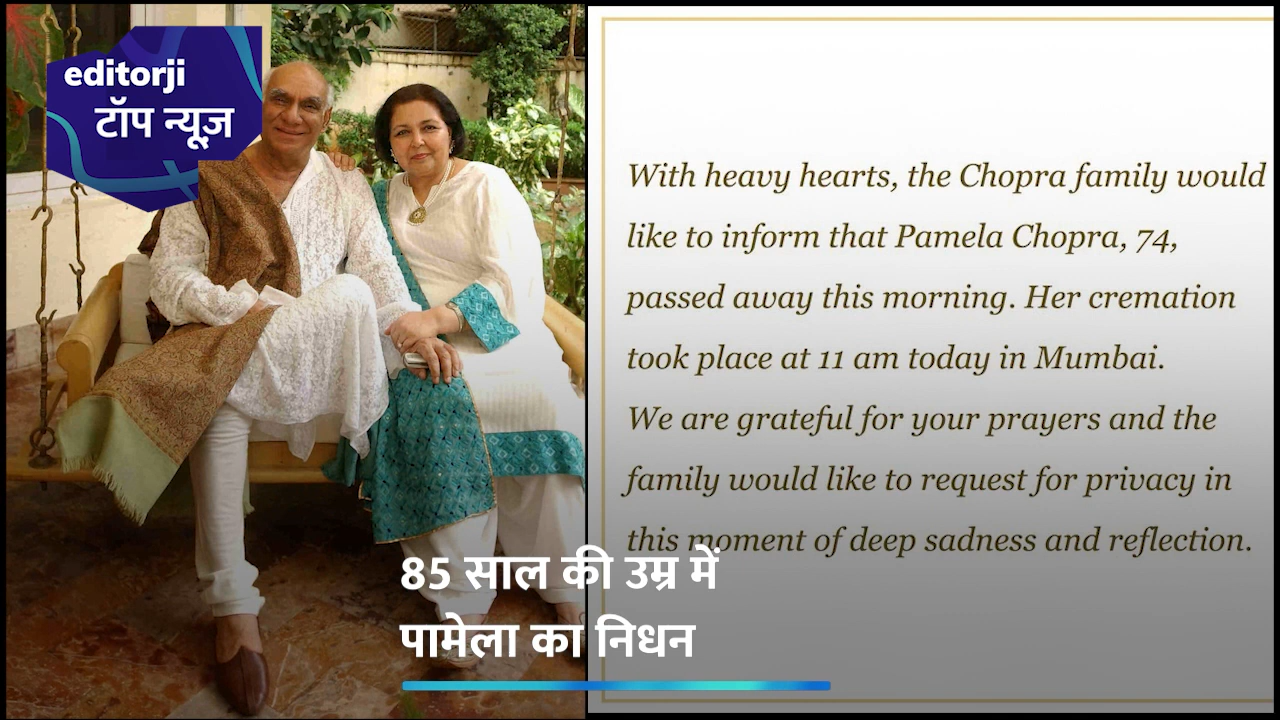 editorji
टॉप न्यूज़
With heavy hearts, the Chopra family would
like to inform that Pamela Chopra, 74,
passed away this morning. Her cremation
took place at 11 am today in Mumbai.
We are grateful for your prayers and the
family would like to request for privacy in
this moment of deep sadness and reflection.
85 साल की उम्र में
पामेला का निधन